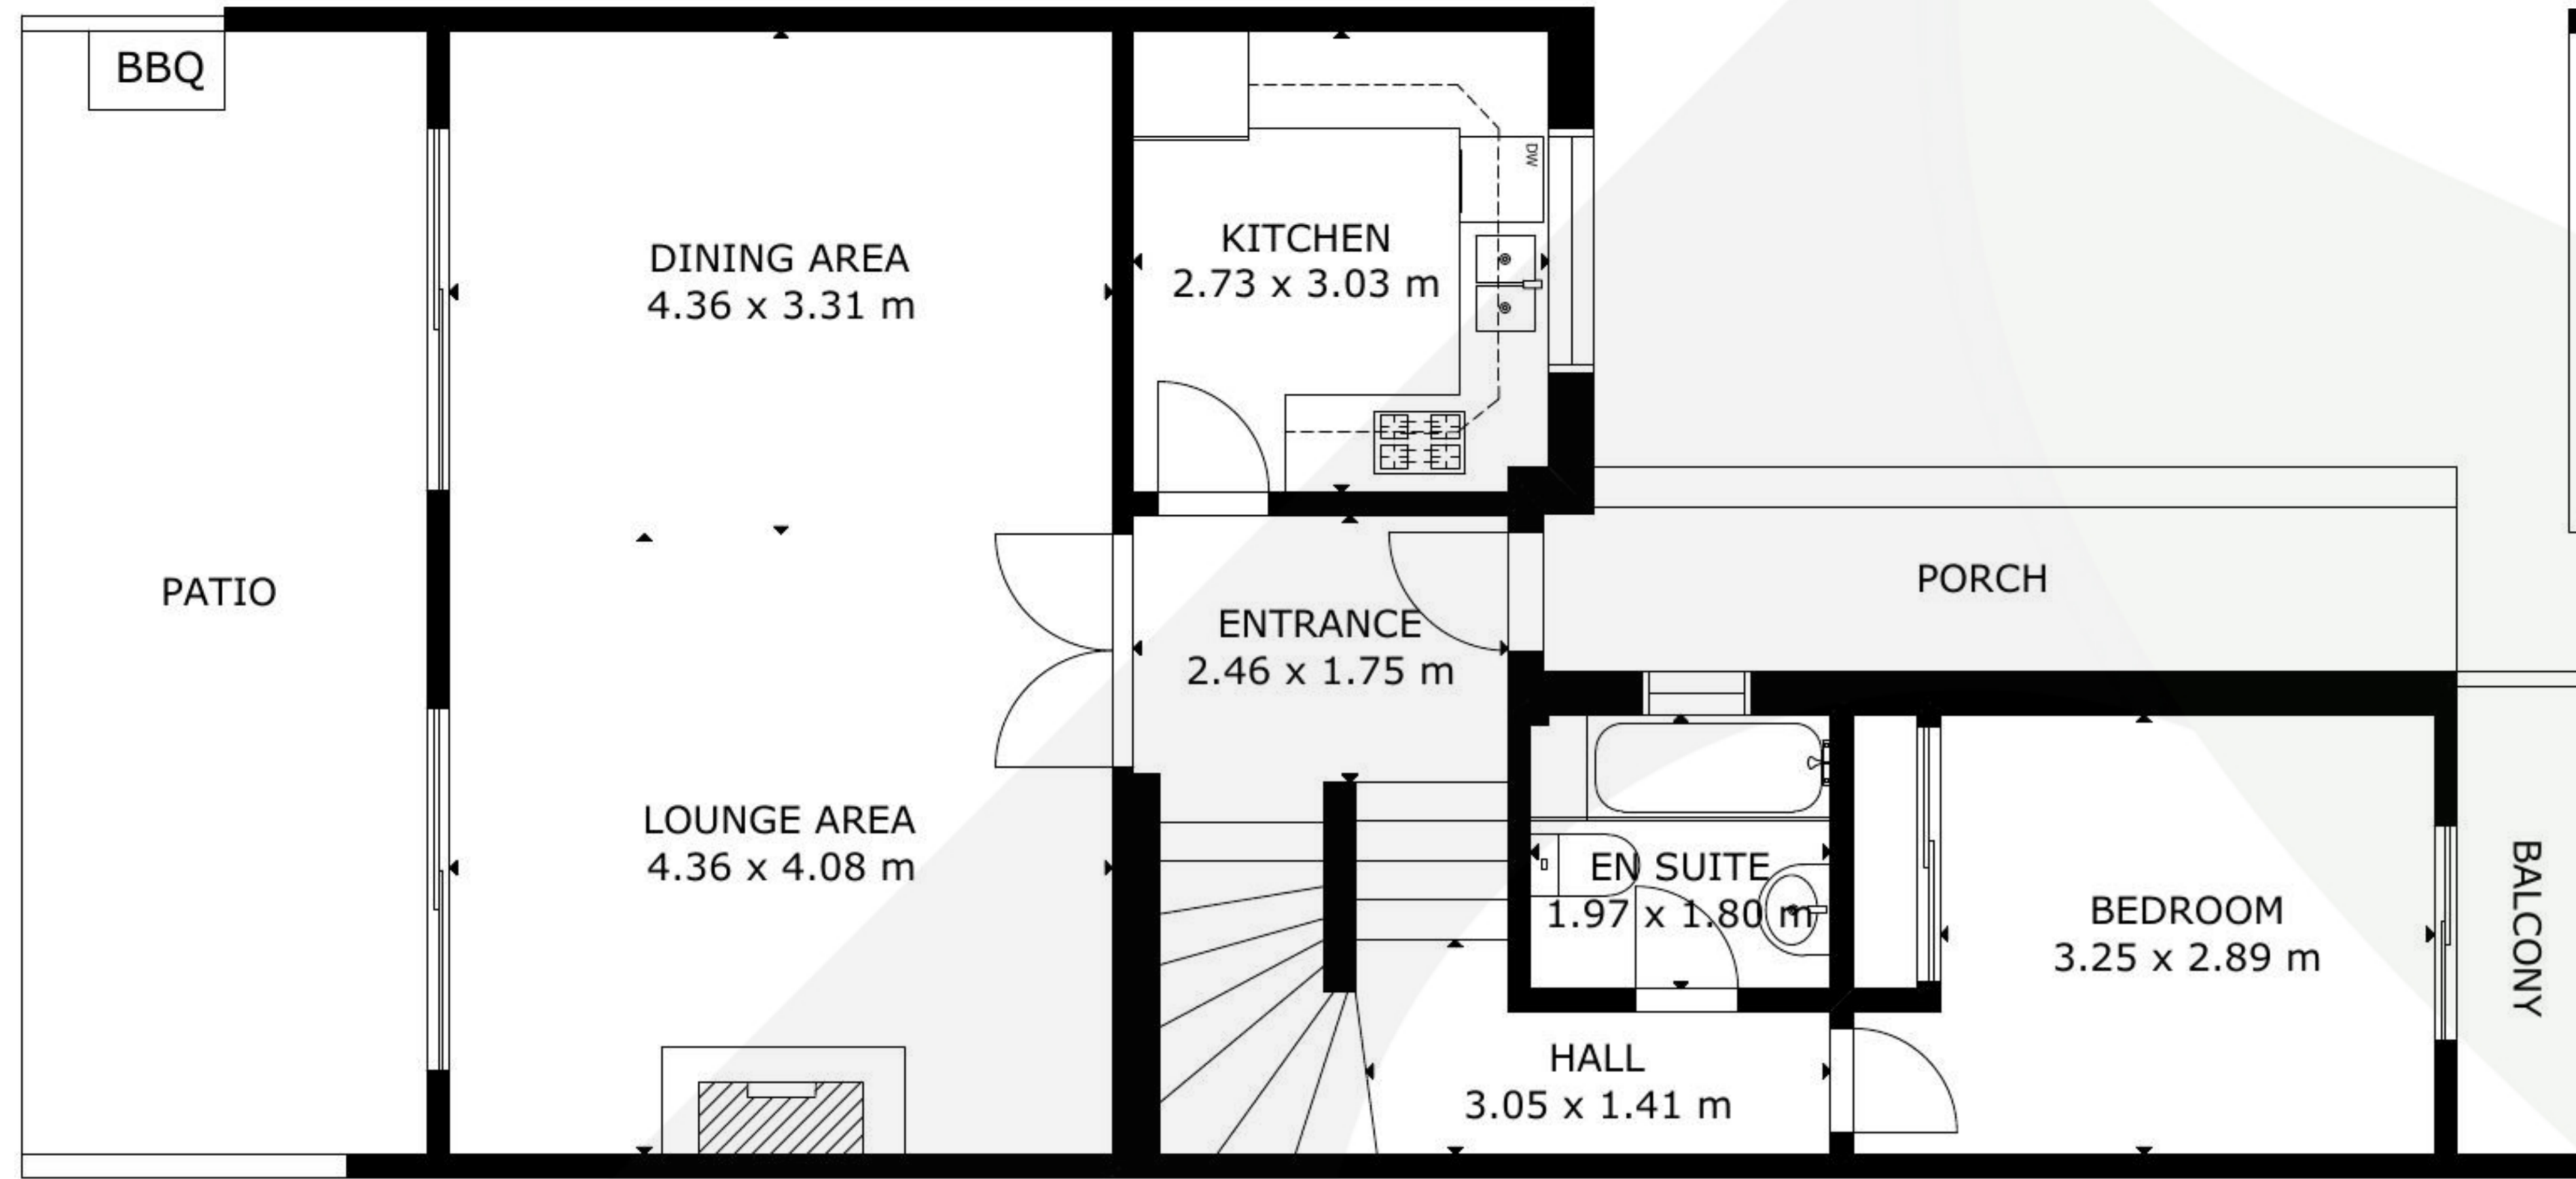 BBQ
DW
KITCHEN
2.73 x 3.03 m
DINING AREA
4.36 x 3.31 m
PATIO
PORCH
ENTRANCE
2.46 x 1.75 m
LOUNGE AREA
4.36 x 4.08 m
EN SUITE
1.97 x 1.80 m
BEDROOM
3.25 x 2.89 m
BALCONY
HALL
3.05 x 1.41 m